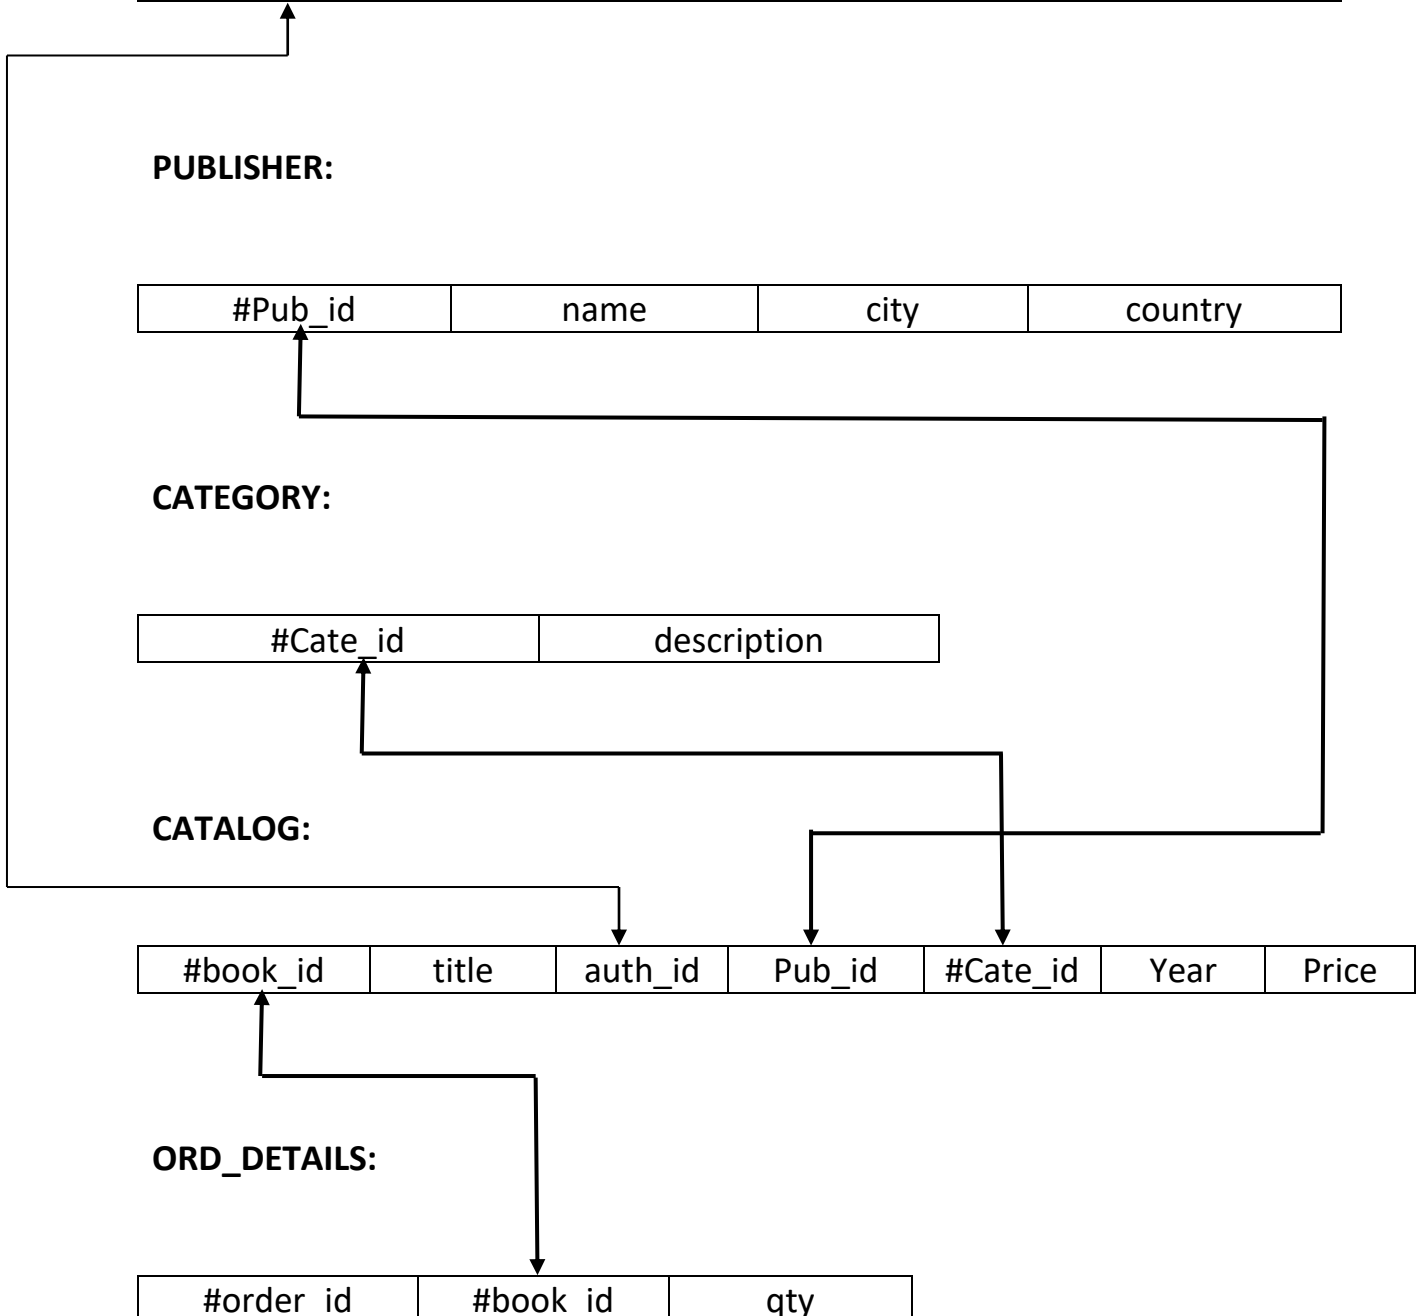 PUBLISHER:
#Pub_id name city country
CATEGORY:
#Cate_id description
CATALOG:
#book_id title auth_id Pub_id #Cate_id Year Price
ORD_DETAILS:
#order_id #book_id qty